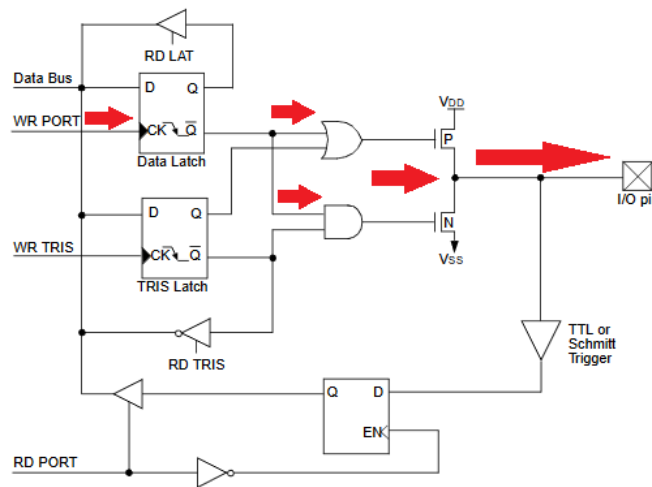 RD LAT
Data Bus
D Q
WR PORT
CK Q
Data Latch
VDD
P
I/O pi
D Q
WR TRIS
CK Q
TRIS Latch
N
VSS
RD TRIS
TTL or
Schmitt
Trigger
Q D
EN
RD PORT